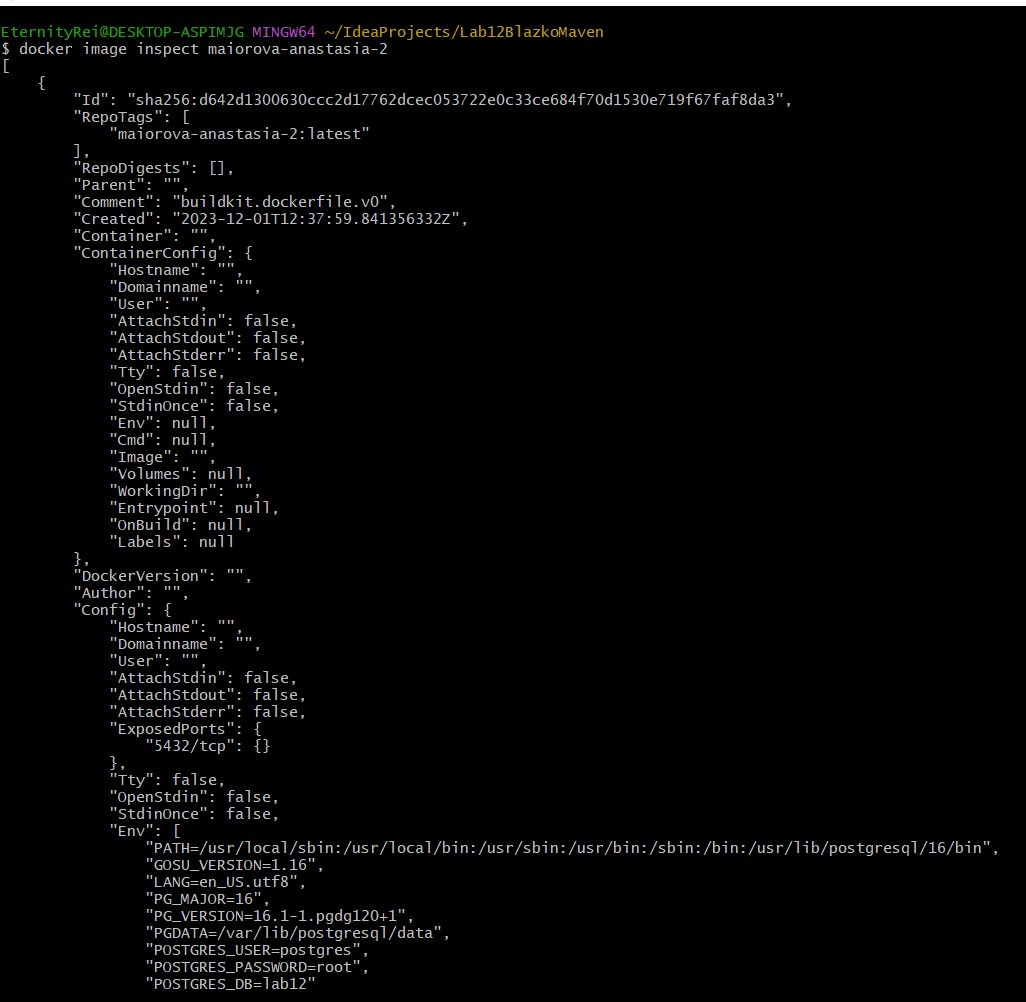 EternityRei@DESKTOP-ASPIMJG MINGW64 ~/IdeaProjects/Lab12BlazkoMaven
$ docker image inspect maiorova-anastasia-2
[
    {
        "Id": "sha256:d642d1300630ccc2d17762dcec053722e0c33ce684f70d1530e719f67faf8da3",
        "RepoTags": [
            "maiorova-anastasia-2:latest"
        ],
        "RepoDigests": [],
        "Parent": "",
        "Comment": "buildkit.dockerfile.v0",
        "Created": "2023-12-01T12:37:59.841356332Z",
        "Container": "",
        "ContainerConfig": {
            "Hostname": "",
            "Domainname": "",
            "User": "",
            "AttachStdin": false,
            "AttachStdout": false,
            "AttachStderr": false,
            "Tty": false,
            "OpenStdin": false,
            "StdinOnce": false,
            "Env": null,
            "Cmd": null,
            "Image": "",
            "Volumes": null,
            "WorkingDir": "",
            "Entrypoint": null,
            "OnBuild": null,
            "Labels": null
        },
        "DockerVersion": "",
        "Author": "",
        "Config": {
            "Hostname": "",
            "Domainname": "",
            "User": "",
            "AttachStdin": false,
            "AttachStdout": false,
            "AttachStderr": false,
            "ExposedPorts": {
                "5432/tcp": {}
            },
            "Tty": false,
            "OpenStdin": false,
            "StdinOnce": false,
            "Env": [
                "PATH=/usr/local/sbin:/usr/local/bin:/usr/sbin:/usr/bin:/sbin:/bin:/usr/lib/postgresql/16/bin",
                "GOSU_VERSION=1.16",
                "LANG=en_US.utf8",
                "PG_MAJOR=16",
                "PG_VERSION=16.1-1.pgdg120+1",
                "PGDATA=/var/lib/postgresql/data",
                "POSTGRES_USER=postgres",
                "POSTGRES_PASSWORD=root",
                "POSTGRES_DB=lab12"